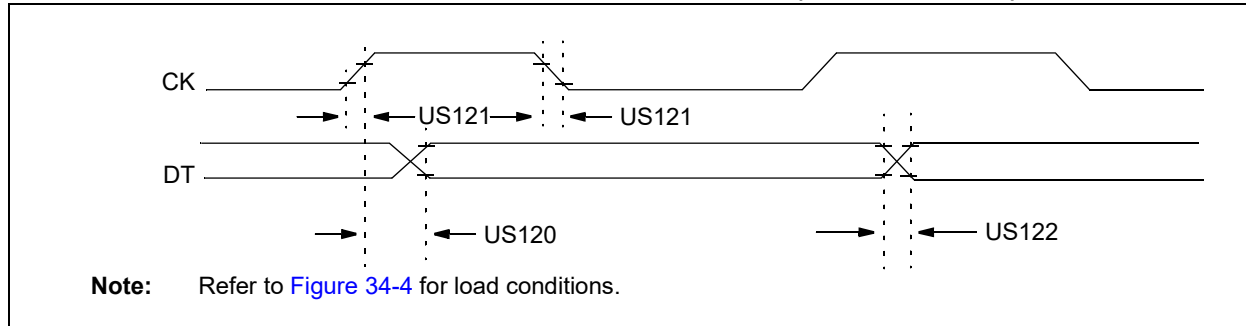 CK
US121 US121
DT
US120 US122
Note: Refer to Figure 34-4 for load conditions.